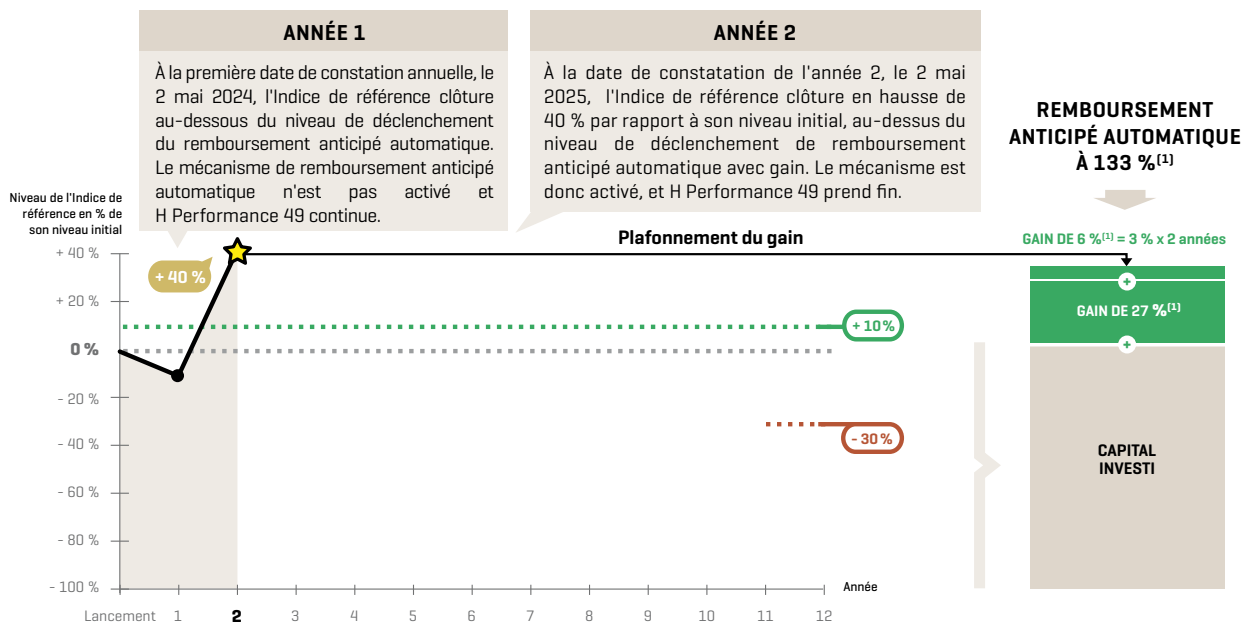 ANNÉE 1
À la première date de constation annuelle, le
2 mai 2024, l'Indice de référence clôture
au-dessous du niveau de déclenchement
du remboursement anticipé automatique.
Le mécanisme de remboursement anticipé
automatique n'est pas activé et
H Performance 49 continue.
ANNÉE 2
À la date de constatation de l'année 2, le 2 mai
2025, l'Indice de référence clôture en hausse de
40 % par rapport à son niveau initial, au-dessus du
niveau de déclenchement de remboursement
anticipé automatique avec gain. Le mécanisme est
donc activé, et H Performance 49 prend fin.
REMBOURSEMENT
ANTICIPÉ AUTOMATIQUE
À 133 %(1)
Niveau de l'Indice de
référence en % de
son niveau initial
Plafonnement du gain
GAIN DE 6 %(1) = 3 % x 2 années
+ 40 %
+ 20 %
0 %
- 20 %
- 40 %
- 60 %
- 80 %
- 100 %
+ 40 %
+ 10 %
- 30 %
+
GAIN DE 27 %(1)
+
CAPITAL
INVESTI
Année
Lancement 1 2 3 4 5 6 7 8 9 10 11 12